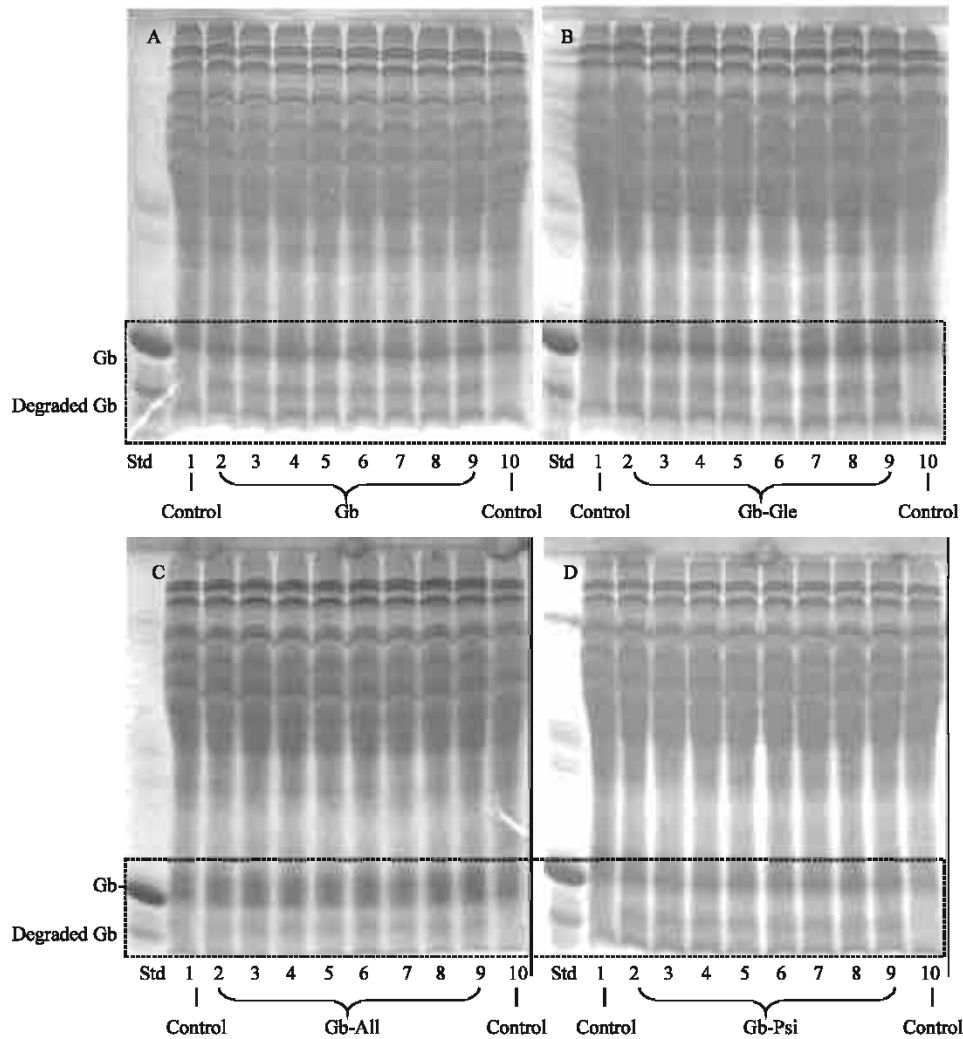 A B
Gb
Degraded Gb
Std 1 2 3 4 5 6 7 8 9 10 Std 1 2 3 4 5 6 7 8 9 10
Control Gb Control Control Gb-Gle Control
C D
Gb
Degraded Gb
Std 1 2 3 4 5 6 7 8 9 10 Std 1 2 3 4 5 6 7 8 9 10
Control Gb-All Control Control Gb-Psi Control